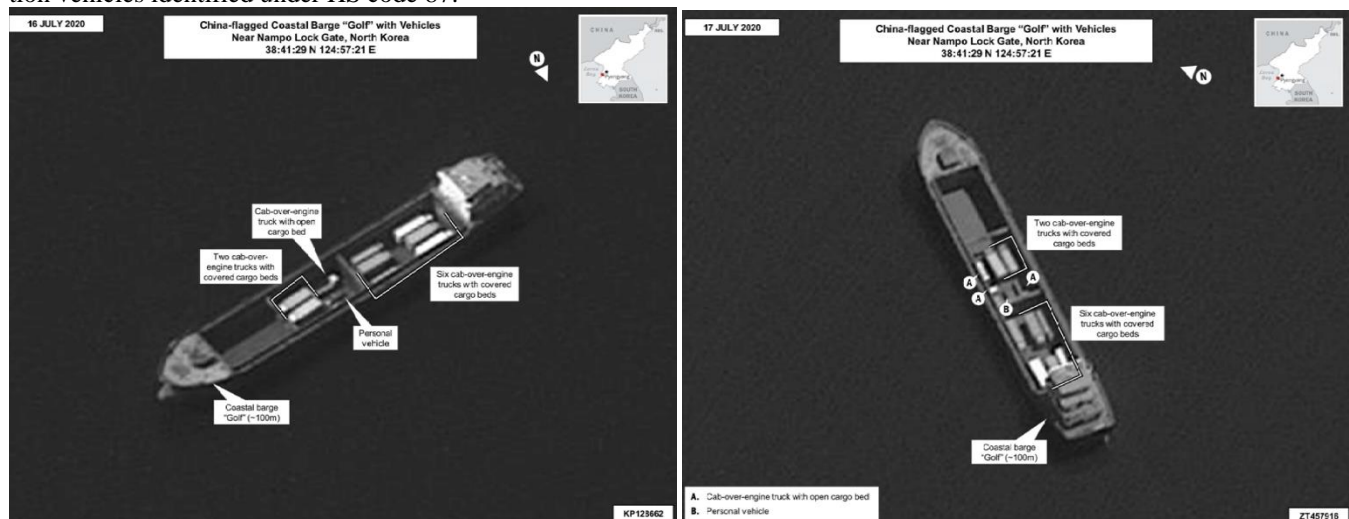 tion vehicles identified under HS code 87.
16 JULY 2020
China-flagged Coastal Barge "Golf" with Vehicles
Near Nampo Lock Gate, North Korea
38:41:29 N 124:57:21 E
N
CHINA
Pyongyang
SOUTH
KOREA
Cab-over-engine
truck with open
cargo bed
Two cab-over-
engine trucks with
covered cargo beds
Six cab-over-engine
trucks with covered
cargo beds
Personal
vehicle
Coastal barge
"Golf" (~100m)
KP123662
17 JULY 2020
China-flagged Coastal Barge "Golf" with Vehicles
Near Nampo Lock Gate, North Korea
38:41:29 N 124:57:21 E
N
CHINA
Pyongyang
SOUTH
KOREA
Two cab-over-engine
trucks with covered
cargo beds
A
A
A
B
Six cab-over-engine
trucks with covered
cargo beds
Coastal barge
"Golf" (~100m)
A. Cab-over-engine truck with open cargo bed
B. Personal vehicle
ZT457916